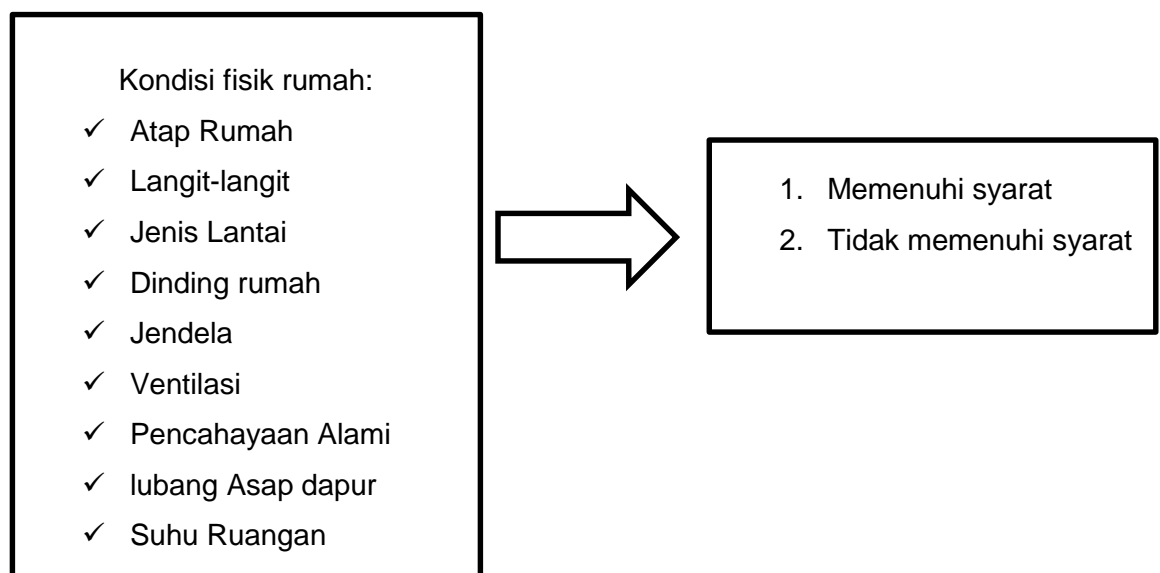 Kondisi fisik rumah:
✓ Atap Rumah
✓ Langit-langit
✓ Jenis Lantai
✓ Dinding rumah
✓ Jendela
✓ Ventilasi
✓ Pencahayaan Alami
✓ lubang Asap dapur
✓ Suhu Ruangan
1. Memenuhi syarat
2. Tidak memenuhi syarat